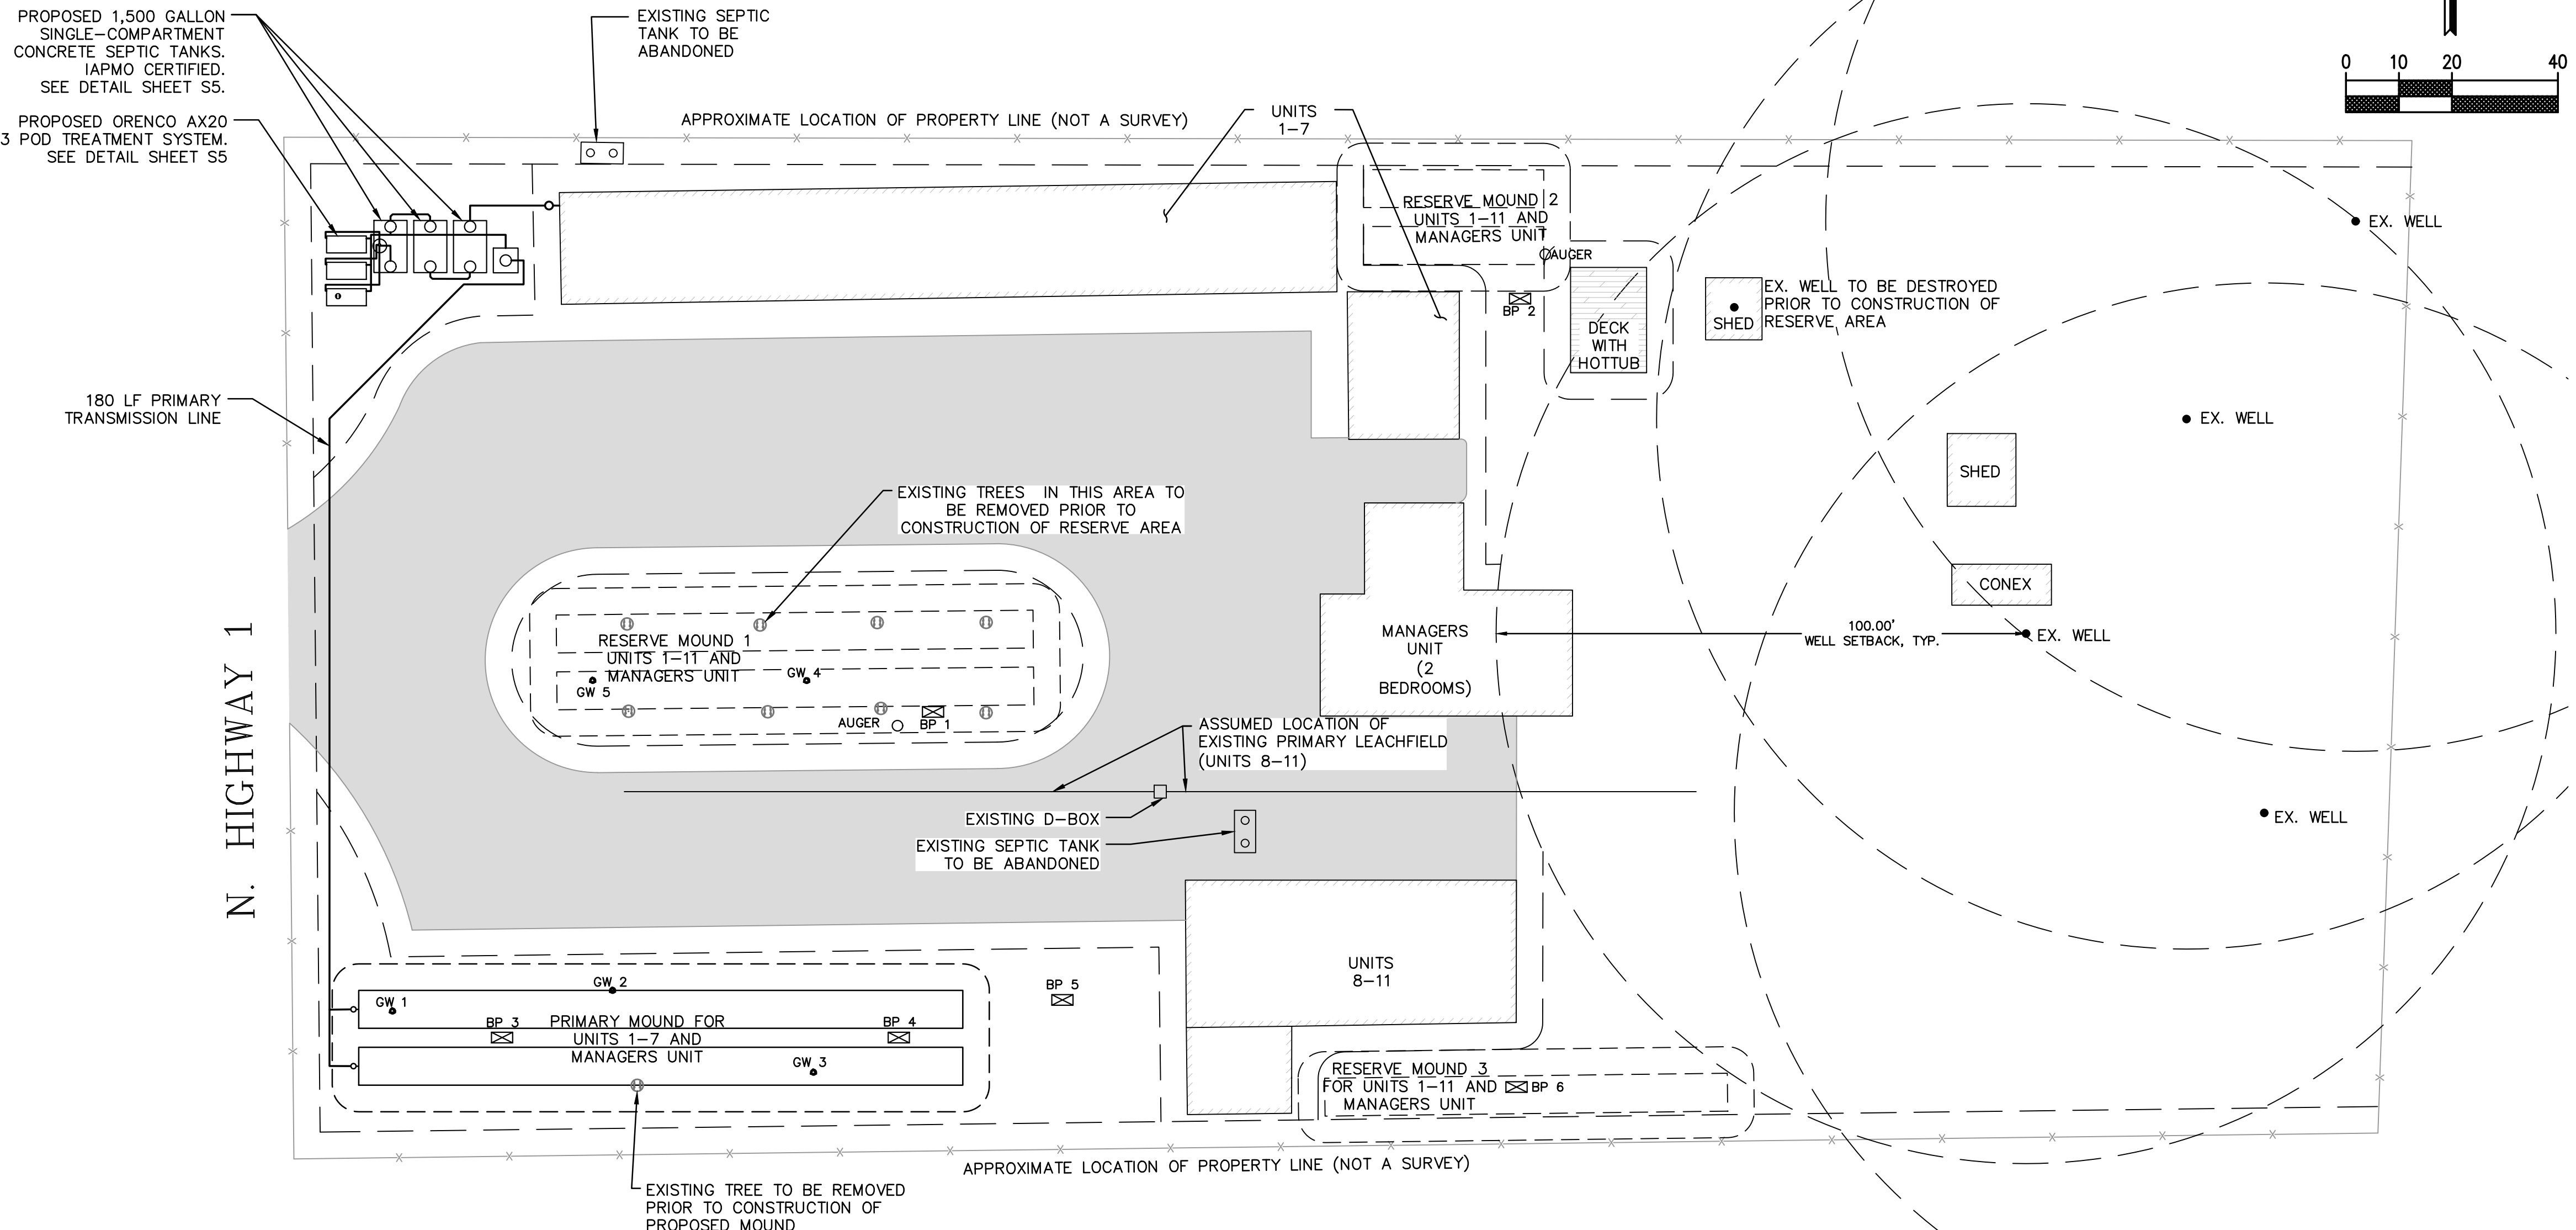 PROPOSED 1,500 GALLON
SINGLE-COMPARTMENT
CONCRETE SEPTIC TANKS.
IAPMO CERTIFIED.
SEE DETAIL SHEET S5.
EXISTING SEPTIC
TANK TO BE
ABANDONED
0 10 20 40
PROPOSED ORENCO AX20
3 POD TREATMENT SYSTEM.
SEE DETAIL SHEET S5
APPROXIMATE LOCATION OF PROPERTY LINE (NOT A SURVEY)
UNITS
1-7
RESERVE MOUND 2
UNITS 1-11 AND
MANAGERS UNIT
AUGER
BP 2
DECK
WITH
HOTTUB
SHED
EX. WELL TO BE DESTROYED
PRIOR TO CONSTRUCTION OF
RESERVE AREA
EX. WELL
EX. WELL
180 LF PRIMARY
TRANSMISSION LINE
EXISTING TREES IN THIS AREA TO
BE REMOVED PRIOR TO
CONSTRUCTION OF RESERVE AREA
SHED
CONEX
RESERVE MOUND 1
UNITS 1-11 AND
MANAGERS UNIT
GW 5
GW 4
AUGER
BP 1
MANAGERS
UNIT
(2
BEDROOMS)
100.00'
WELL SETBACK, TYP.
EX. WELL
N. HIGHWAY 1
ASSUMED LOCATION OF
EXISTING PRIMARY LEACHFIELD
(UNITS 8-11)
EXISTING D-BOX
EXISTING SEPTIC TANK
TO BE ABANDONED
EX. WELL
UNITS
8-11
GW 1
GW 2
BP 3
PRIMARY MOUND FOR
UNITS 1-7 AND
MANAGERS UNIT
BP 4
GW 3
BP 5
RESERVE MOUND 3
FOR UNITS 1-11 AND
MANAGERS UNIT
BP 6
APPROXIMATE LOCATION OF PROPERTY LINE (NOT A SURVEY)
EXISTING TREE TO BE REMOVED
PRIOR TO CONSTRUCTION OF
PROPOSED MOUND